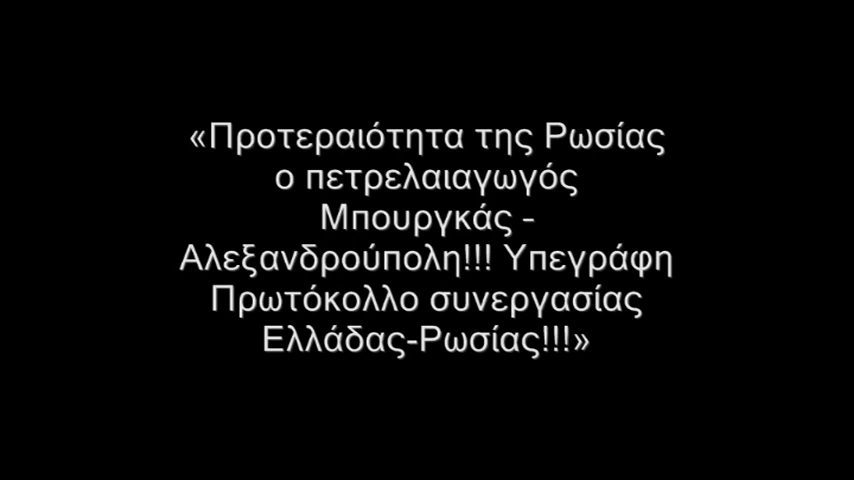 «Προτεραιότητα της Ρωσίας
ο πετρελαιαγωγός
Μπουργκάς –
Αλεξανδρούπολη!!! Υπεγράφη
Πρωτόκολλο συνεργασίας
Ελλάδας-Ρωσίας!!!»